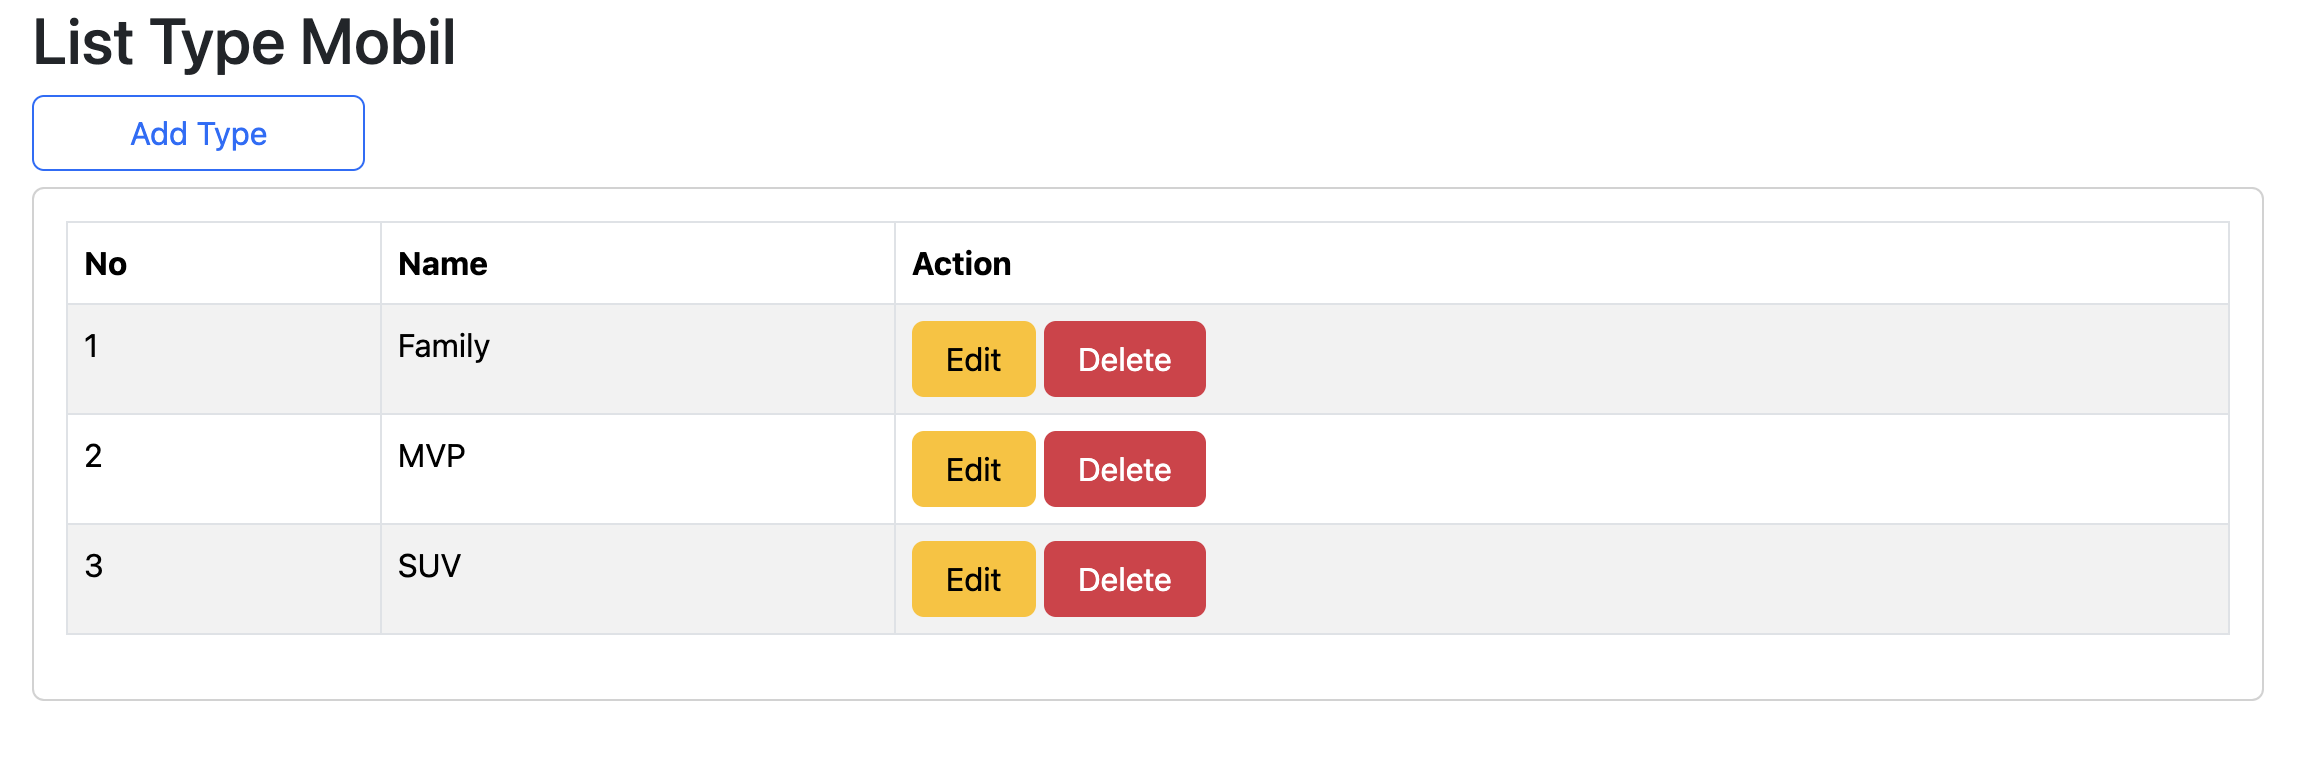 List Type Mobil
Add Type
No Name Action
1 Family Edit Delete
2 MVP Edit Delete
3 SUV Edit Delete